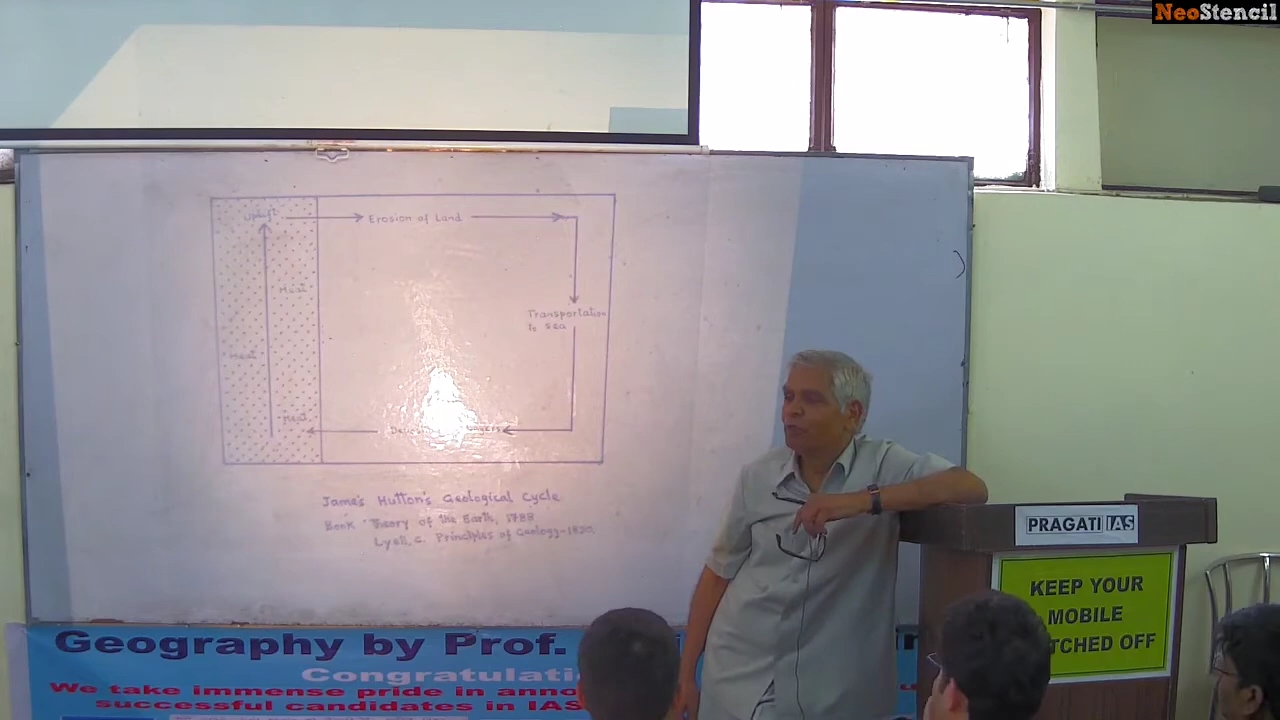 NeoStencil
Uplift
Erosion of Land
Heat
Transportation
to sea
Heat
Heat
Layers
James Hutton's Geological Cycle
Book 'Theory of the Earth, 1788
Lyell, C. Principles of Geology-1830.
PRAGATI IAS
KEEP YOUR
MOBILE
TCHED OFF
Geography by Prof.
Congratulati
We take immense pride in anno
successful candidates in IAS